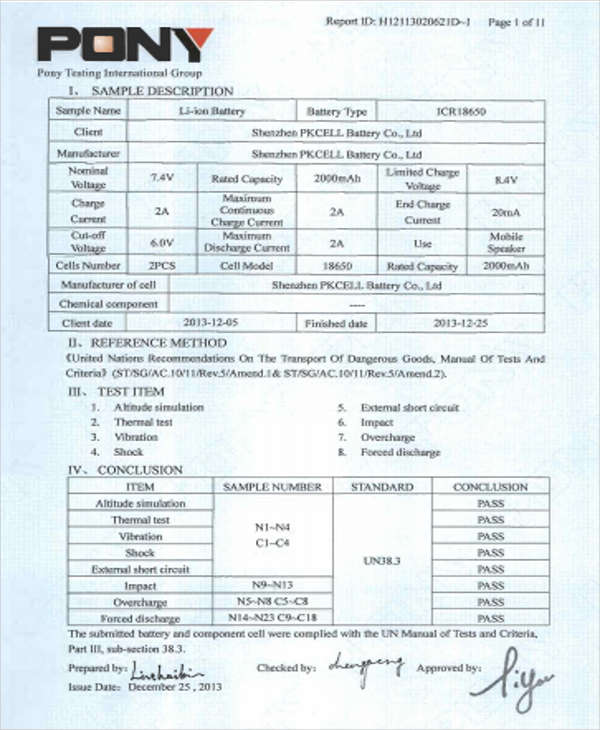 Report ID: H12113020621D-1 Page 1 of 11
PONY
Pony Testing International Group
I、 SAMPLE DESCRIPTION
Sample Name Li-ion Battery Battery Type ICR18650
Client Shenzhen PKCELL Battery Co., Ltd
Manufacturer Shenzhen PKCELL Battery Co., Ltd
Nominal Voltage 7.4V Rated Capacity 2000mAh Limited Charge Voltage 8.4V
Charge Current 2A Maximum Continuous Charge Current 2A End Charge Current 20mA
Cut-off Voltage 6.0V Maximum Discharge Current 2A Use Mobile Speaker
Cells Number 2PCS Cell Model 18650 Rated Capacity 2000mAh
Manufacturer of cell Shenzhen PKCELL Battery Co., Ltd
Chemical component ----
Client date 2013-12-05 Finished date 2013-12-25
II、 REFERENCE METHOD
《United Nations Recommendations On The Transport Of Dangerous Goods, Manual Of Tests And
Criteria》 (ST/SG/AC.10/11/Rev.5/Amend.1& ST/SG/AC.10/11/Rev.5/Amend.2).
III、 TEST ITEM
1. Altitude simulation 5. External short circuit
2. Thermal test 6. Impact
3. Vibration 7. Overcharge
4. Shock 8. Forced discharge
IV、 CONCLUSION
ITEM SAMPLE NUMBER STANDARD CONCLUSION
Altitude simulation N1~N4 C1~C4 UN38.3 PASS
Thermal test PASS
Vibration PASS
Shock PASS
External short circuit PASS
Impact N9~N13 PASS
Overcharge N5~N8 C5~C8 PASS
Forced discharge N14~N23 C9~C18 PASS
The submitted battery and component cell were complied with the UN Manual of Tests and Criteria,
Part III, sub-section 38.3.
Prepared by: Checked by: Approved by:
Issue Date: December 25 , 2013